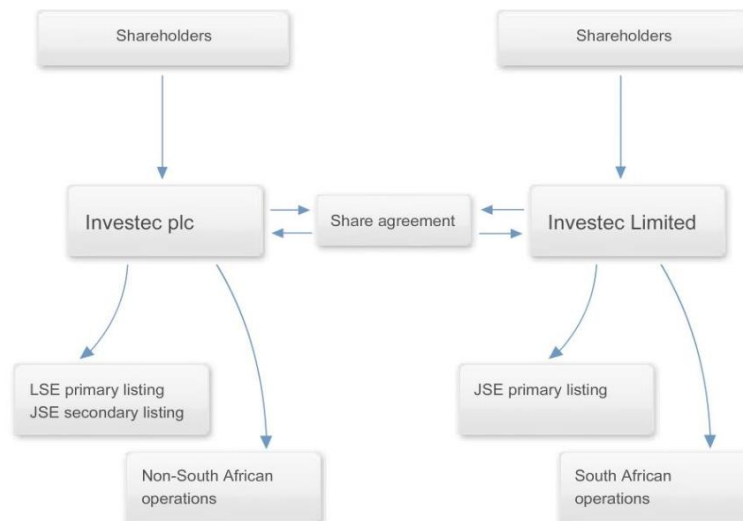 Shareholders
Shareholders
Investec plc
Share agreement
Investec Limited
LSE primary listing
JSE secondary listing
JSE primary listing
Non-South African
operations
South African
operations